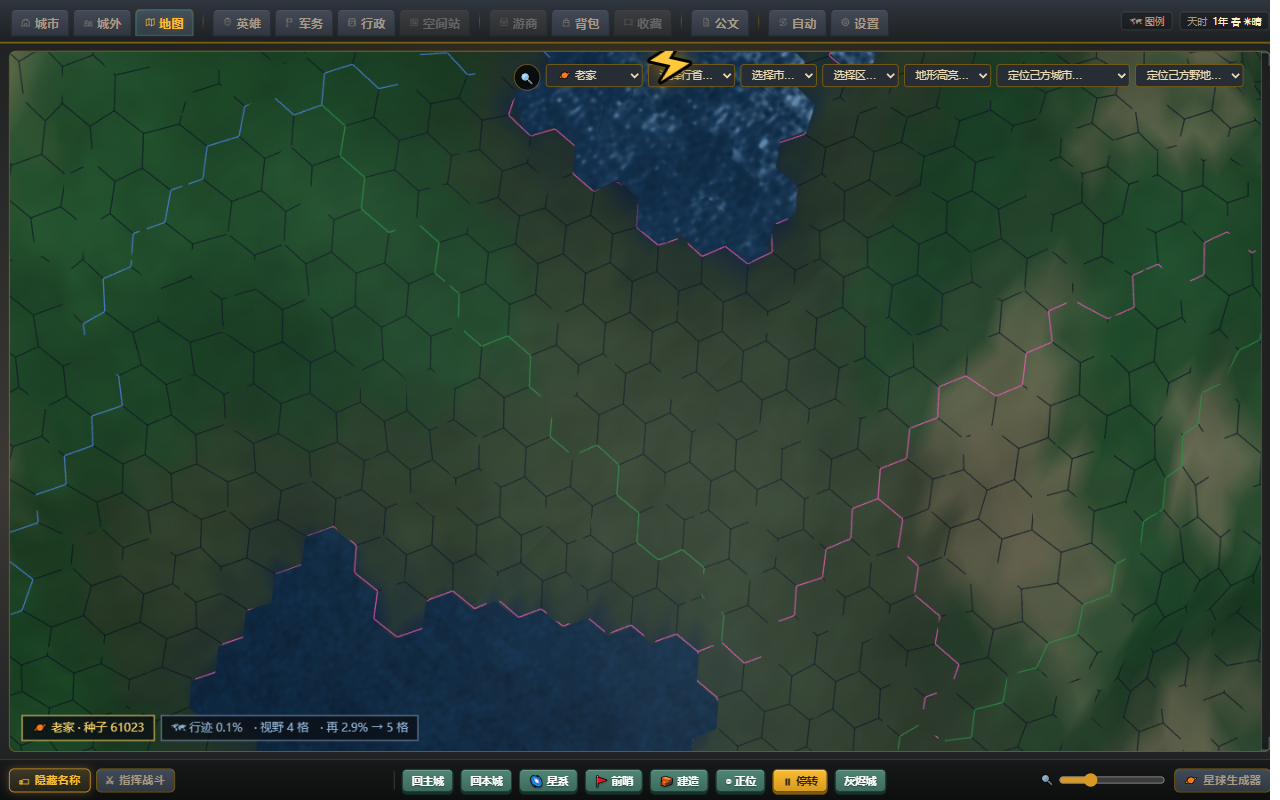 城市 城外 地图 英雄 军务 行政 空间站 游商 背包 收藏 公文 自动 设置 图例 天时 1年 春 ☀晴
老家 行首... 选择市... 选择区... 地形高亮... 定位己方城市... 定位己方野地...
老家 · 种子 61023 行迹 0.1% · 视野 4 格 · 再 2.9% → 5 格
隐藏名称 指挥战斗 回主城 回本城 星系 前哨 建造 正位 停转 友好城 星球生成器